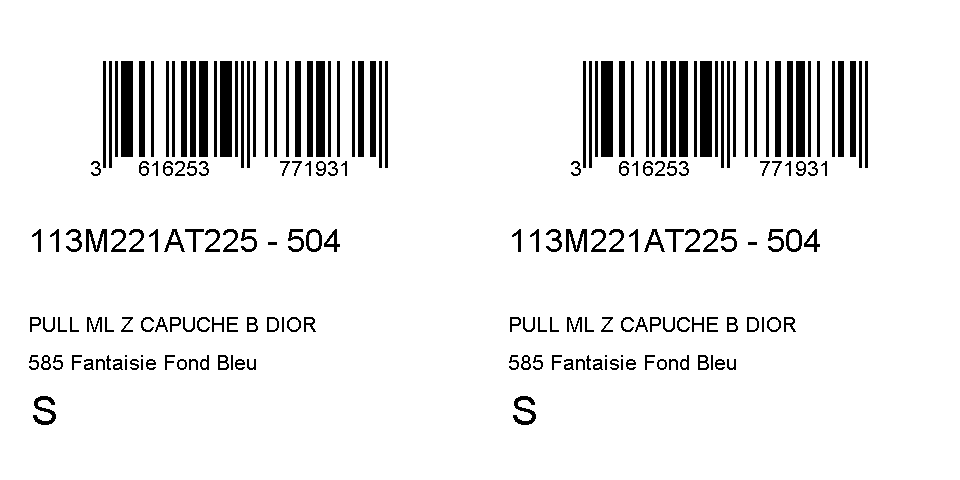 3 616253 771931
3 616253 771931
113M221AT225 - 504
113M221AT225 - 504
PULL ML Z CAPUCHE B DIOR
PULL ML Z CAPUCHE B DIOR
585 Fantaisie Fond Bleu
585 Fantaisie Fond Bleu
S
S